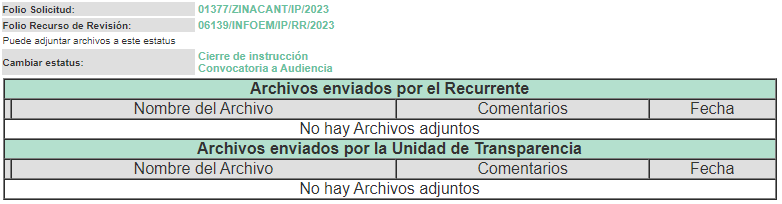 Folio Solicitud: 01377/ZINACANT/IP/2023
Folio Recurso de Revisión: 06139/INFOEM/IP/RR/2023
Puede adjuntar archivos a este estatus
Cambiar estatus: Cierre de instrucción
Convocatoria a Audiencia
Archivos enviados por el Recurrente
Nombre del Archivo Comentarios Fecha
No hay Archivos adjuntos
Archivos enviados por la Unidad de Transparencia
Nombre del Archivo Comentarios Fecha
No hay Archivos adjuntos